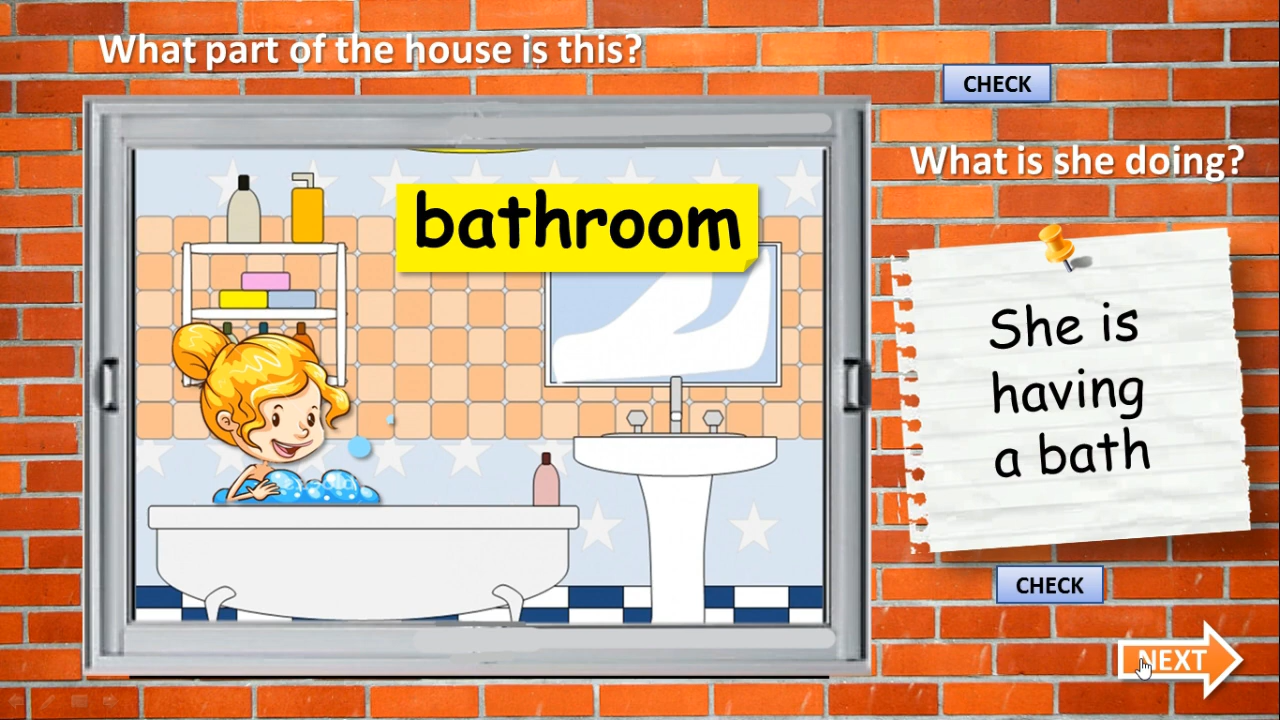 What part of the house is this?
CHECK
What is she doing?
bathroom
She is
having
a bath
CHECK
NEXT